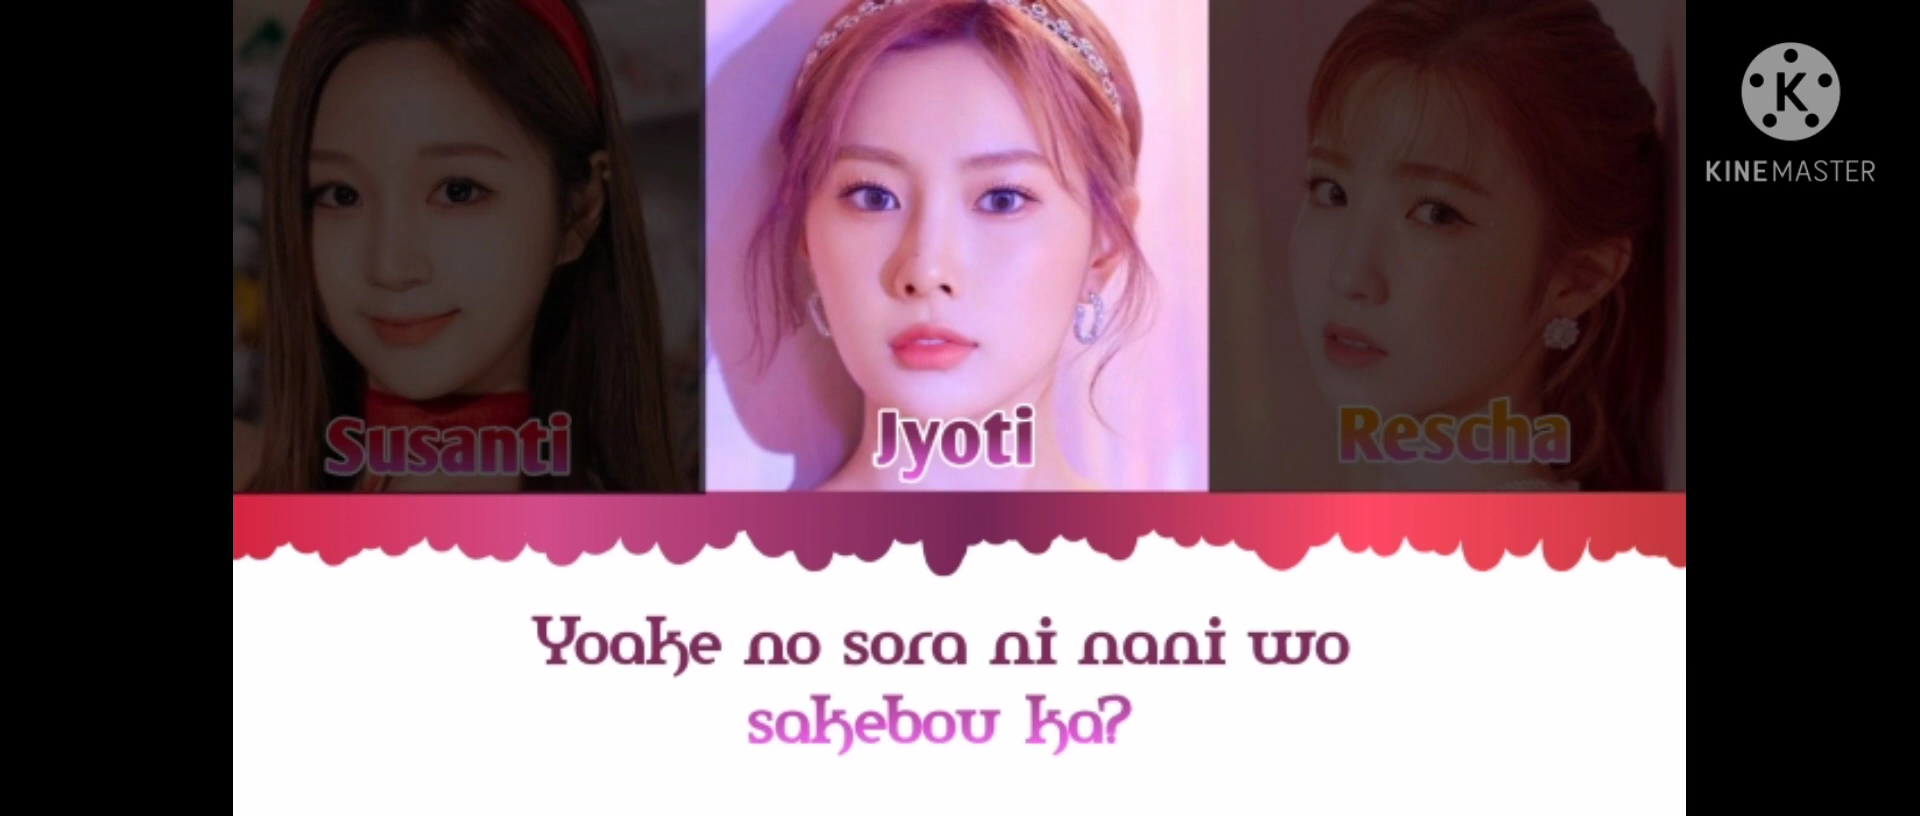 KINEMASTER
Susanti
Jyoti
Rescha
Yoake no sora ni nani wo
sakebou ka?